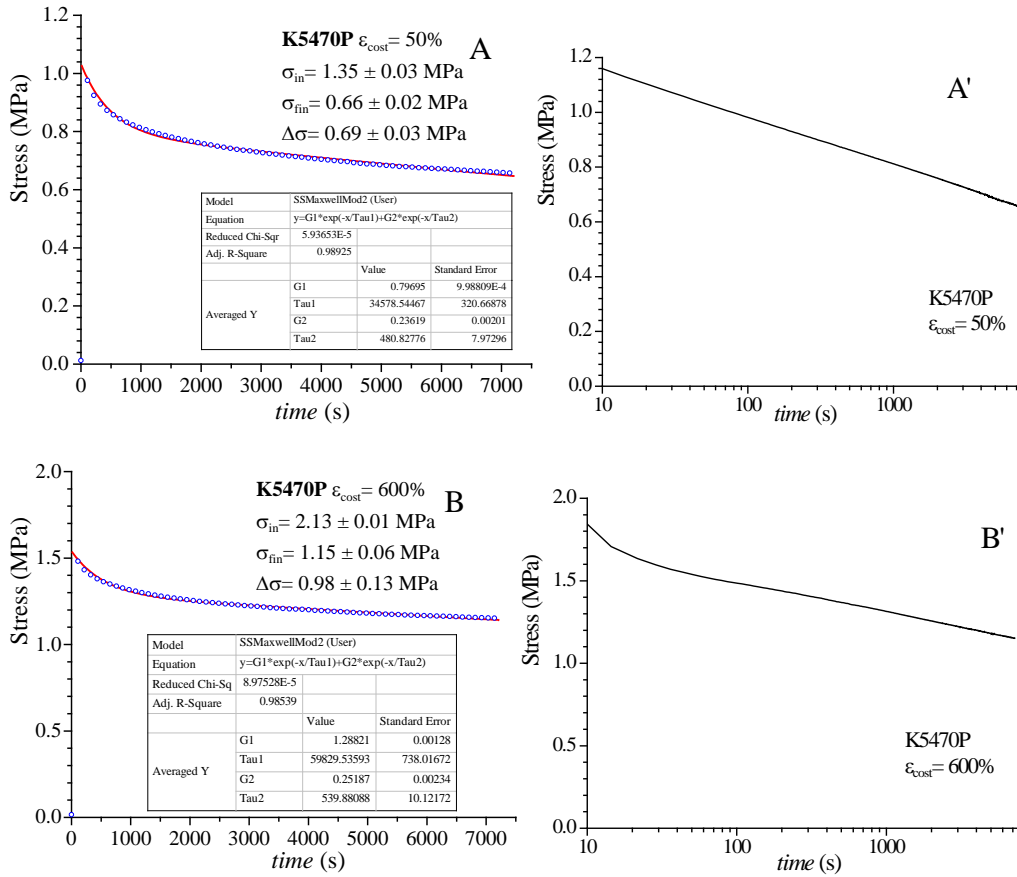 A
K5470P εcost= 50%
σin= 1.35 ± 0.03 MPa
σfin= 0.66 ± 0.02 MPa
Δσ= 0.69 ± 0.03 MPa
Stress (MPa)
1.2
1.0
0.8
0.6
0.4
0.2
0.0
Model SSMaxwellMod2 (User)
Equation y=G1*exp(-x/Tau1)+G2*exp(-x/Tau2)
Reduced Chi-Sqr 5.93653E-5
Adj. R-Square 0.98925
Value Standard Error
Averaged Y
G1 0.79695 9.98809E-4
Tau1 34578.54467 320.66878
G2 0.23619 0.00201
Tau2 480.82776 7.97296
0 1000 2000 3000 4000 5000 6000 7000
time (s)
A'
Stress (MPa)
1.2
1.0
0.8
0.6
0.4
0.2
0.0
K5470P
εcost= 50%
10 100 1000
time (s)
B
K5470P εcost= 600%
σin= 2.13 ± 0.01 MPa
σfin= 1.15 ± 0.06 MPa
Δσ= 0.98 ± 0.13 MPa
Stress (MPa)
2.0
1.5
1.0
0.5
0.0
Model SSMaxwellMod2 (User)
Equation y=G1*exp(-x/Tau1)+G2*exp(-x/Tau2)
Reduced Chi-Sq 8.97528E-5
Adj. R-Square 0.98539
Value Standard Error
Averaged Y
G1 1.28821 0.00128
Tau1 59829.53593 738.01672
G2 0.25187 0.00234
Tau2 539.88088 10.12172
0 1000 2000 3000 4000 5000 6000 7000
time (s)
B'
Stress (MPa)
2.0
1.5
1.0
0.5
0.0
K5470P
εcost= 600%
10 100 1000
time (s)